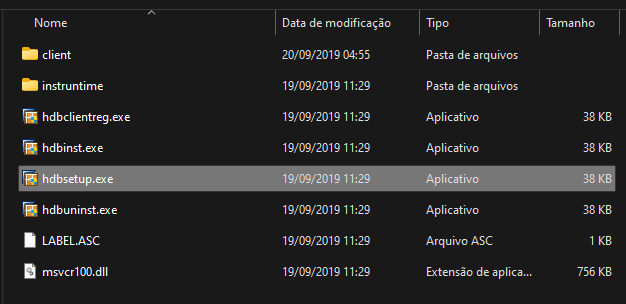 Nome Data de modificação Tipo Tamanho
client 20/09/2019 04:55 Pasta de arquivos
instruntime 19/09/2019 11:29 Pasta de arquivos
hdbclientreg.exe 19/09/2019 11:29 Aplicativo 38 KB
hdbinst.exe 19/09/2019 11:29 Aplicativo 38 KB
hdbsetup.exe 19/09/2019 11:29 Aplicativo 38 KB
hdbuninst.exe 19/09/2019 11:29 Aplicativo 38 KB
LABEL.ASC 19/09/2019 11:29 Arquivo ASC 1 KB
msvcr100.dll 19/09/2019 11:29 Extensão de aplica... 756 KB